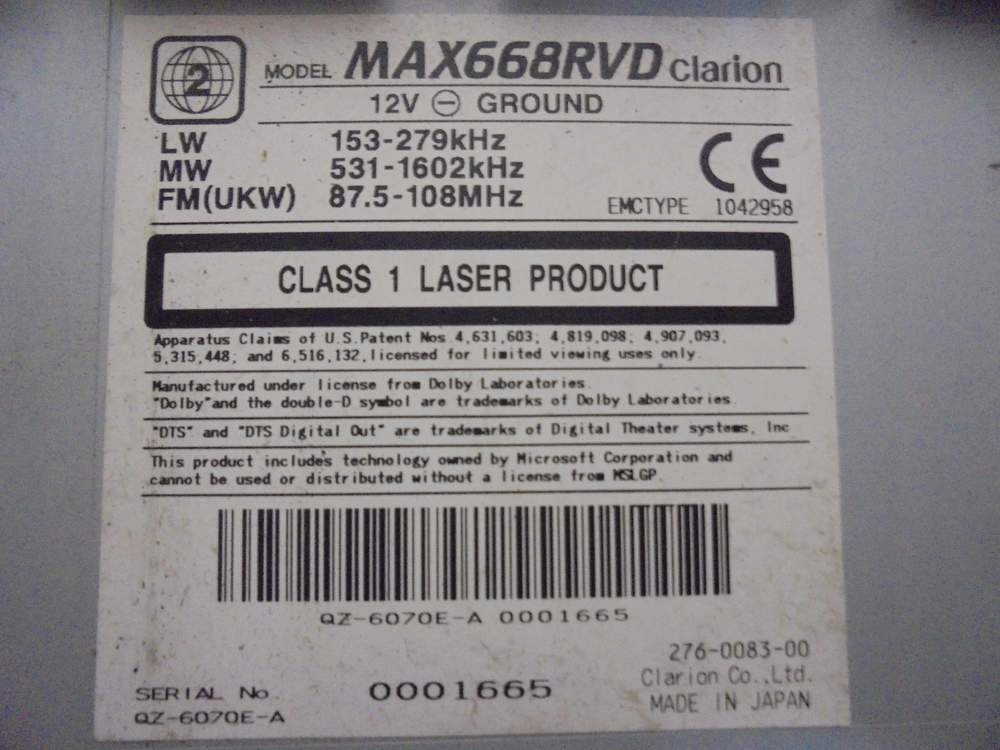 2 MODEL MAX668RVD clarion
12V ⊖ GROUND
LW 153-279kHz
MW 531-1602kHz
FM(UKW) 87.5-108MHz
CE
EMCTYPE 1042958
CLASS 1 LASER PRODUCT
Apparatus Claims of U.S.Patent Nos.4,631,603; 4,819,098; 4,907,093,
5,315,448; and 6,516,132,licensed for limited viewing uses only.
Manufactured under license from Dolby Laboratories.
"Dolby"and the double-D symbol are trademarks of Dolby Laboratories.
"DTS" and "DTS Digital Out" are trademarks of Digital Theater systems, Inc
This product includes technology owned by Microsoft Corporation and
cannot be used or distributed without a license from MSLGP.
QZ-6070E-A 0001665
276-0083-00
Clarion Co.,Ltd.
SERIAL No. 0001665
MADE IN JAPAN
QZ-6070E-A